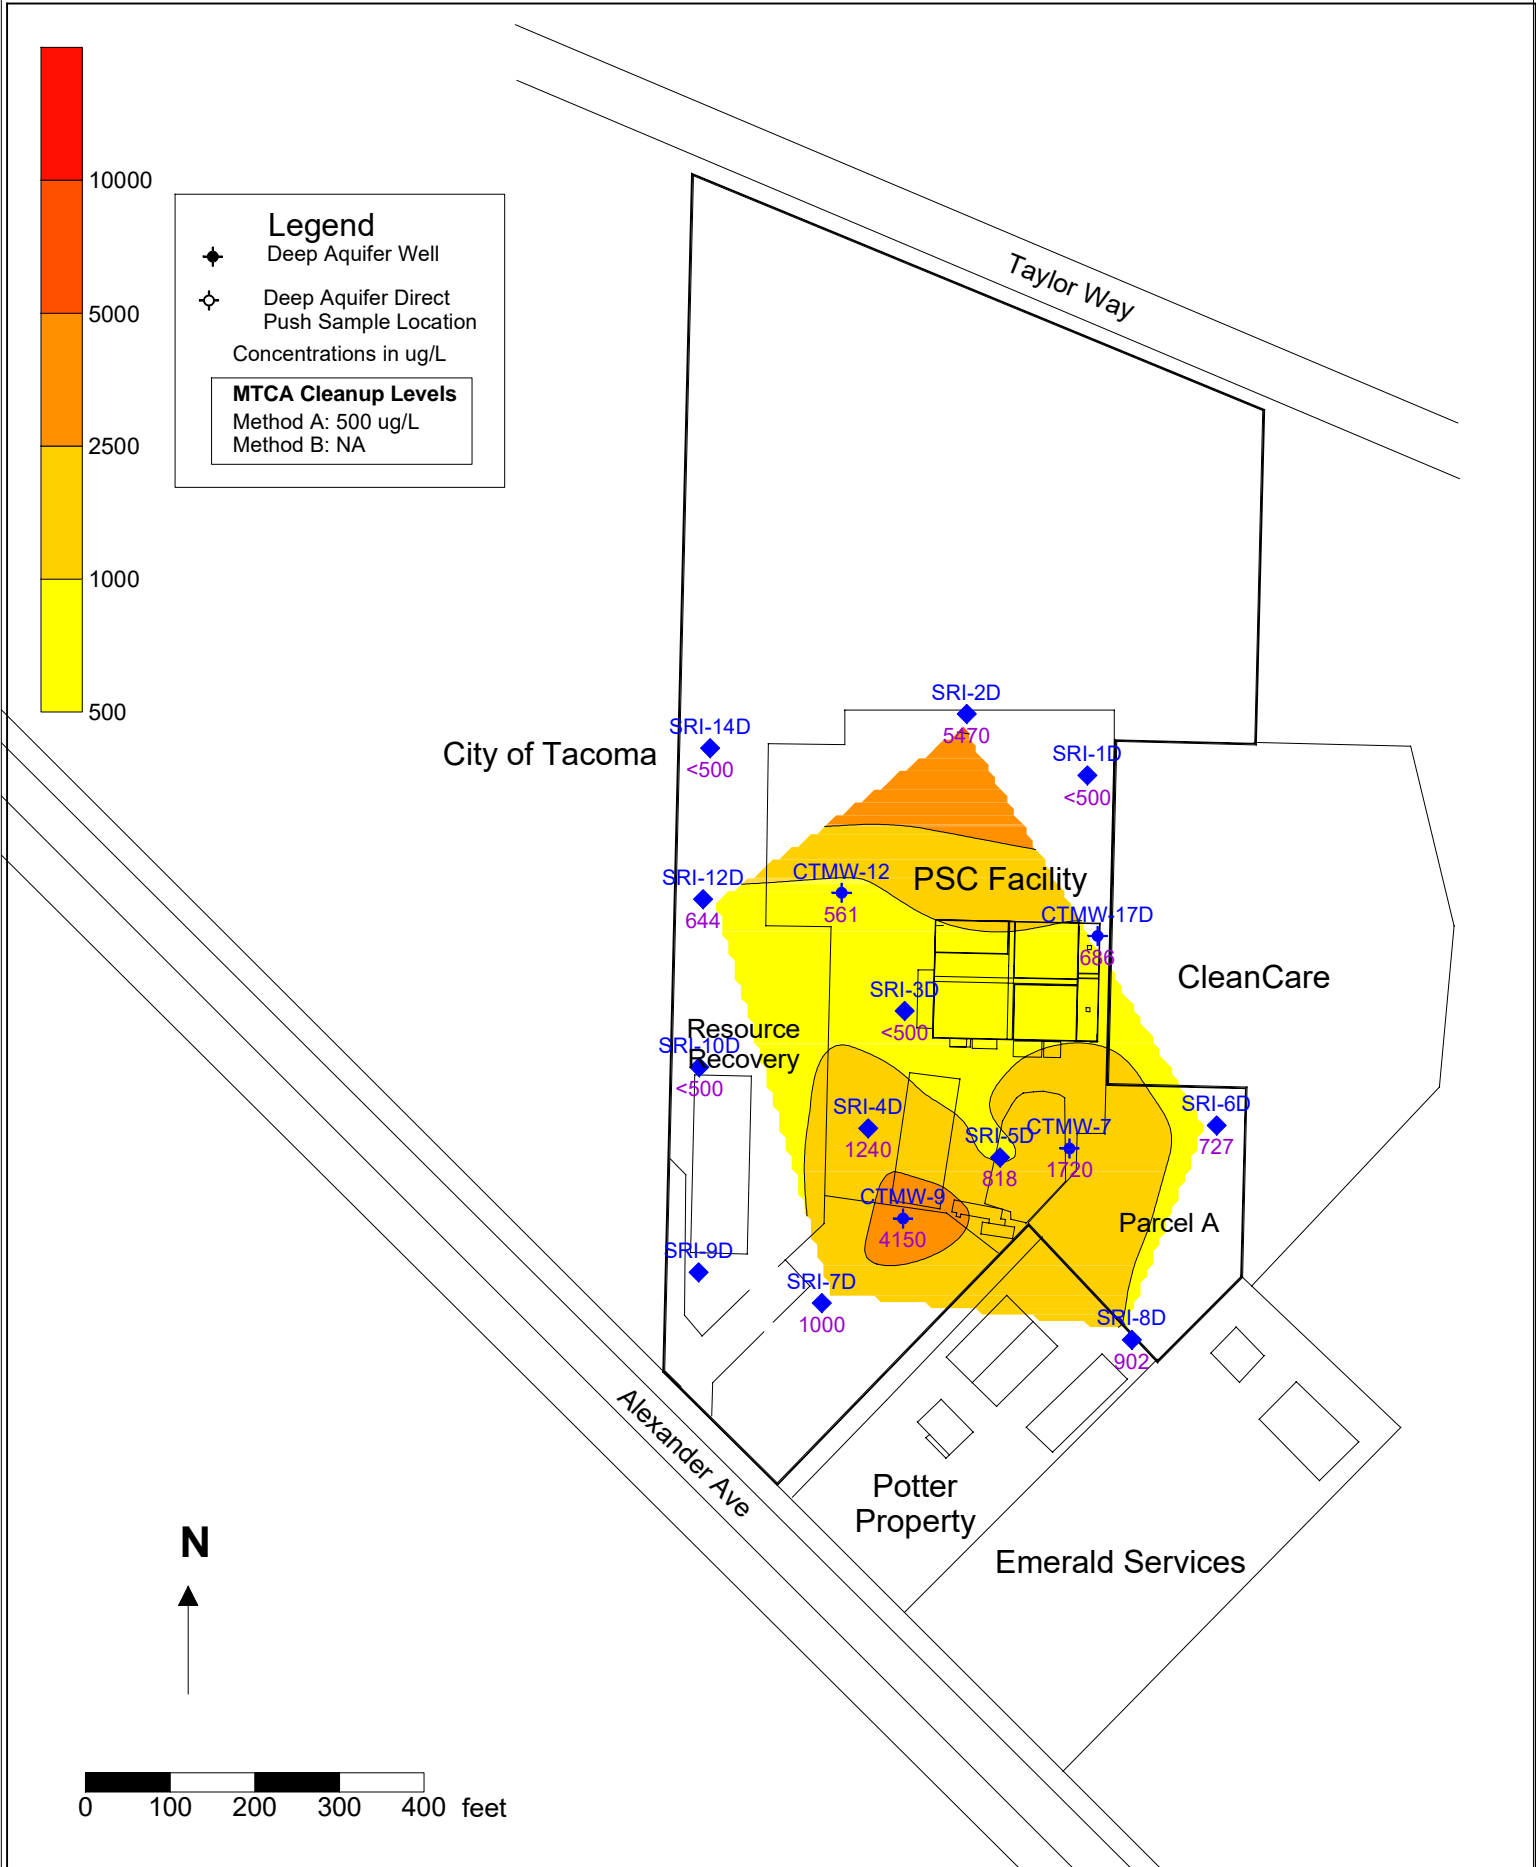 10000
5000
2500
1000
500
Legend
Deep Aquifer Well
Deep Aquifer Direct
Push Sample Location
Concentrations in ug/L
MTCA Cleanup Levels
Method A: 500 ug/L
Method B: NA
Taylor Way
City of Tacoma
SRI-2D
5470
SRI-14D
<500
SRI-1D
<500
CTMW-12
561
PSC Facility
SRI-12D
644
CTMW-17D
686
CleanCare
SRI-3D
<500
Resource
Recovery
SRI-10D
<500
SRI-4D
1240
SRI-5D
818
CTMW-7
1720
SRI-6D
727
CTMW-9
4150
Parcel A
SRI-9D
SRI-7D
1000
SRI-8D
902
Alexander Ave
Potter
Property
Emerald Services
N
0 100 200 300 400 feet